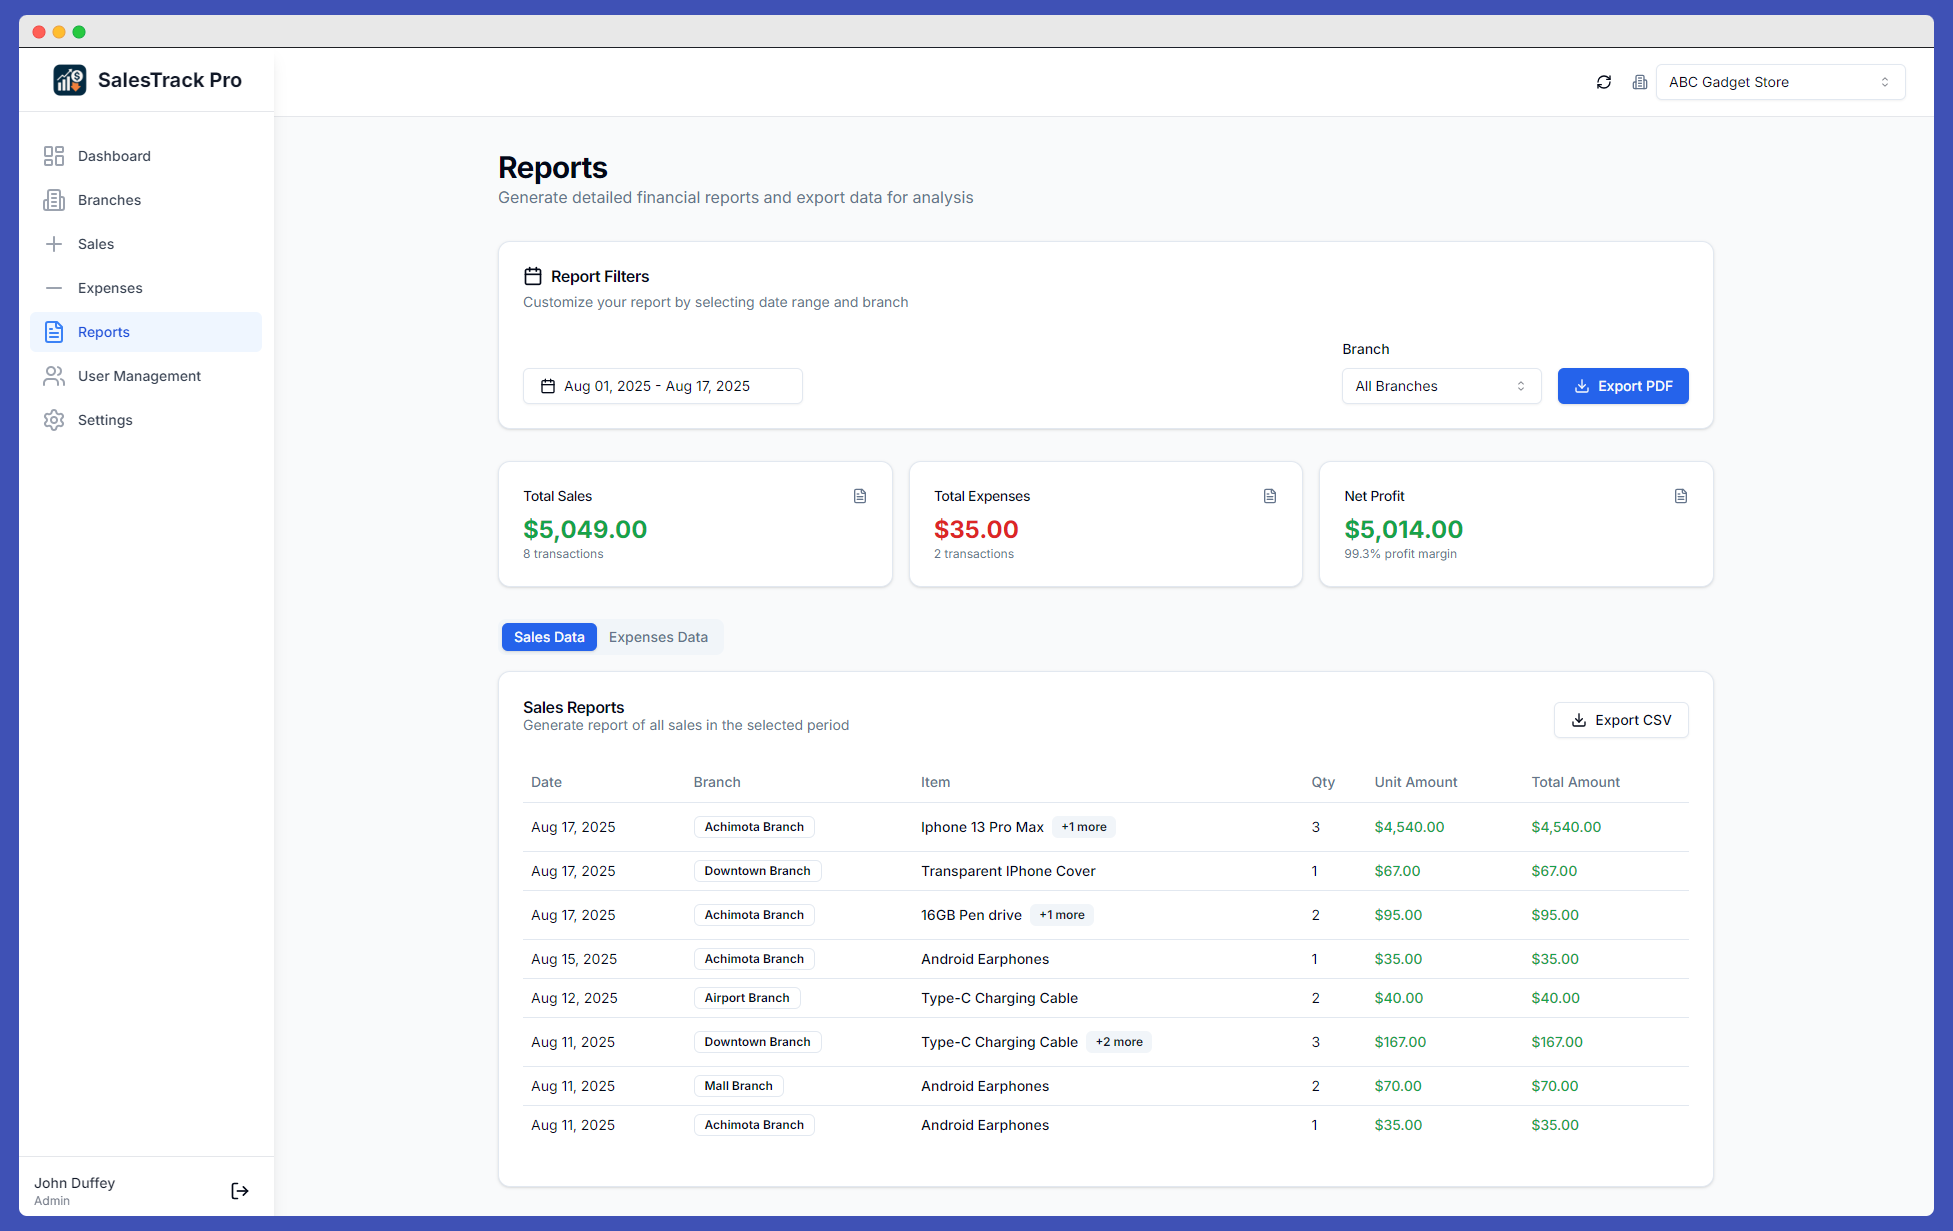 SalesTrack Pro
ABC Gadget Store
Dashboard
Branches
Sales
Expenses
Reports
User Management
Settings
John Duffey
Admin
Reports
Generate detailed financial reports and export data for analysis
Report Filters
Customize your report by selecting date range and branch
Branch
Aug 01, 2025 - Aug 17, 2025
All Branches
Export PDF
Total Sales
$5,049.00
8 transactions
Total Expenses
$35.00
2 transactions
Net Profit
$5,014.00
99.3% profit margin
Sales Data Expenses Data
Sales Reports
Generate report of all sales in the selected period
Export CSV
Date Branch Item Qty Unit Amount Total Amount
Aug 17, 2025 Achimota Branch Iphone 13 Pro Max +1 more 3 $4,540.00 $4,540.00
Aug 17, 2025 Downtown Branch Transparent IPhone Cover 1 $67.00 $67.00
Aug 17, 2025 Achimota Branch 16GB Pen drive +1 more 2 $95.00 $95.00
Aug 15, 2025 Achimota Branch Android Earphones 1 $35.00 $35.00
Aug 12, 2025 Airport Branch Type-C Charging Cable 2 $40.00 $40.00
Aug 11, 2025 Downtown Branch Type-C Charging Cable +2 more 3 $167.00 $167.00
Aug 11, 2025 Mall Branch Android Earphones 2 $70.00 $70.00
Aug 11, 2025 Achimota Branch Android Earphones 1 $35.00 $35.00